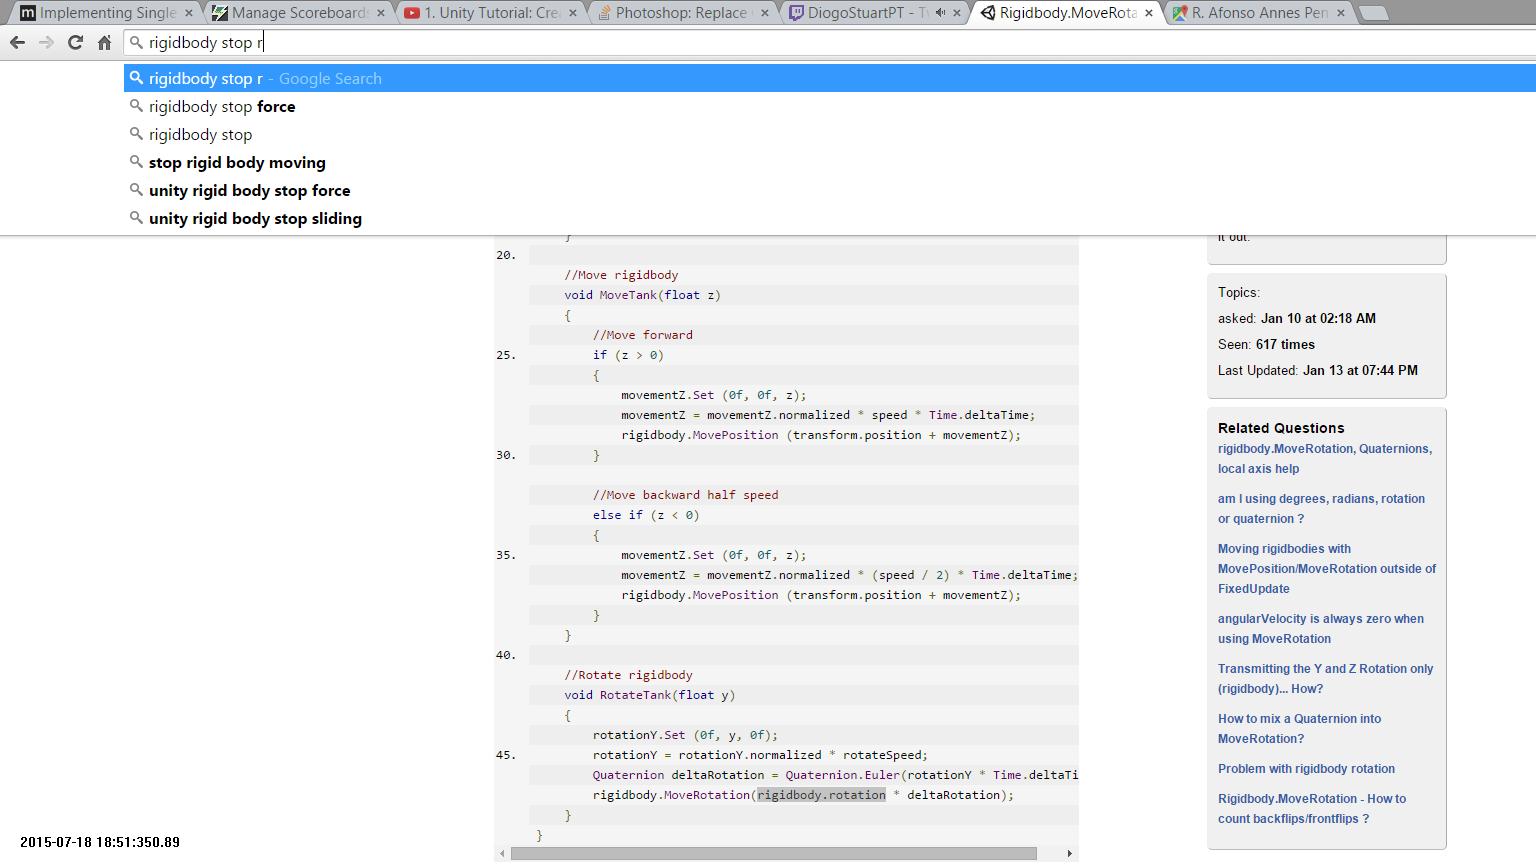 Implementing Single
Manage Scoreboards
1. Unity Tutorial: Cre
Photoshop: Replace
DiogoStuartPT - Tw
Rigidbody.MoveRota
R. Afonso Annes Pen
rigidbody stop r
rigidbody stop r - Google Search
rigidbody stop force
rigidbody stop
stop rigid body moving
unity rigid body stop force
unity rigid body stop sliding
}
20.
//Move rigidbody
void MoveTank(float z)
{
//Move forward
25. if (z > 0)
{
movementZ.Set (0f, 0f, z);
movementZ = movementZ.normalized * speed * Time.deltaTime;
rigidbody.MovePosition (transform.position + movementZ);
30. }
//Move backward half speed
else if (z < 0)
{
35. movementZ.Set (0f, 0f, z);
movementZ = movementZ.normalized * (speed / 2) * Time.deltaTime;
rigidbody.MovePosition (transform.position + movementZ);
}
}
40.
//Rotate rigidbody
void RotateTank(float y)
{
rotationY.Set (0f, y, 0f);
45. rotationY = rotationY.normalized * rotateSpeed;
Quaternion deltaRotation = Quaternion.Euler(rotationY * Time.deltaTi
rigidbody.MoveRotation(rigidbody.rotation * deltaRotation);
}
}
it out.
Topics:
asked: Jan 10 at 02:18 AM
Seen: 617 times
Last Updated: Jan 13 at 07:44 PM
Related Questions
rigidbody.MoveRotation, Quaternions,
local axis help
am I using degrees, radians, rotation
or quaternion ?
Moving rigidbodies with
MovePosition/MoveRotation outside of
FixedUpdate
angularVelocity is always zero when
using MoveRotation
Transmitting the Y and Z Rotation only
(rigidbody)... How?
How to mix a Quaternion into
MoveRotation?
Problem with rigidbody rotation
Rigidbody.MoveRotation - How to
count backflips/frontflips ?
2015-07-18 18:51:350.89